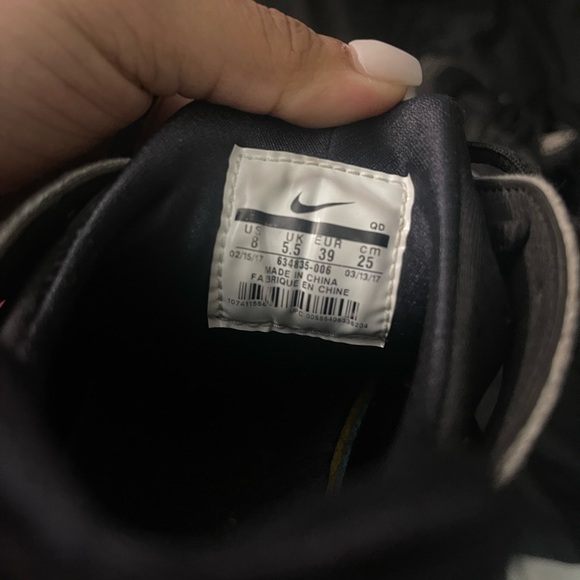 QD
US UK EUR cm
8 5.5 39 25
634835-006
02/15/17 03/13/17
MADE IN CHINA
FABRIQUE EN CHINE
UPC